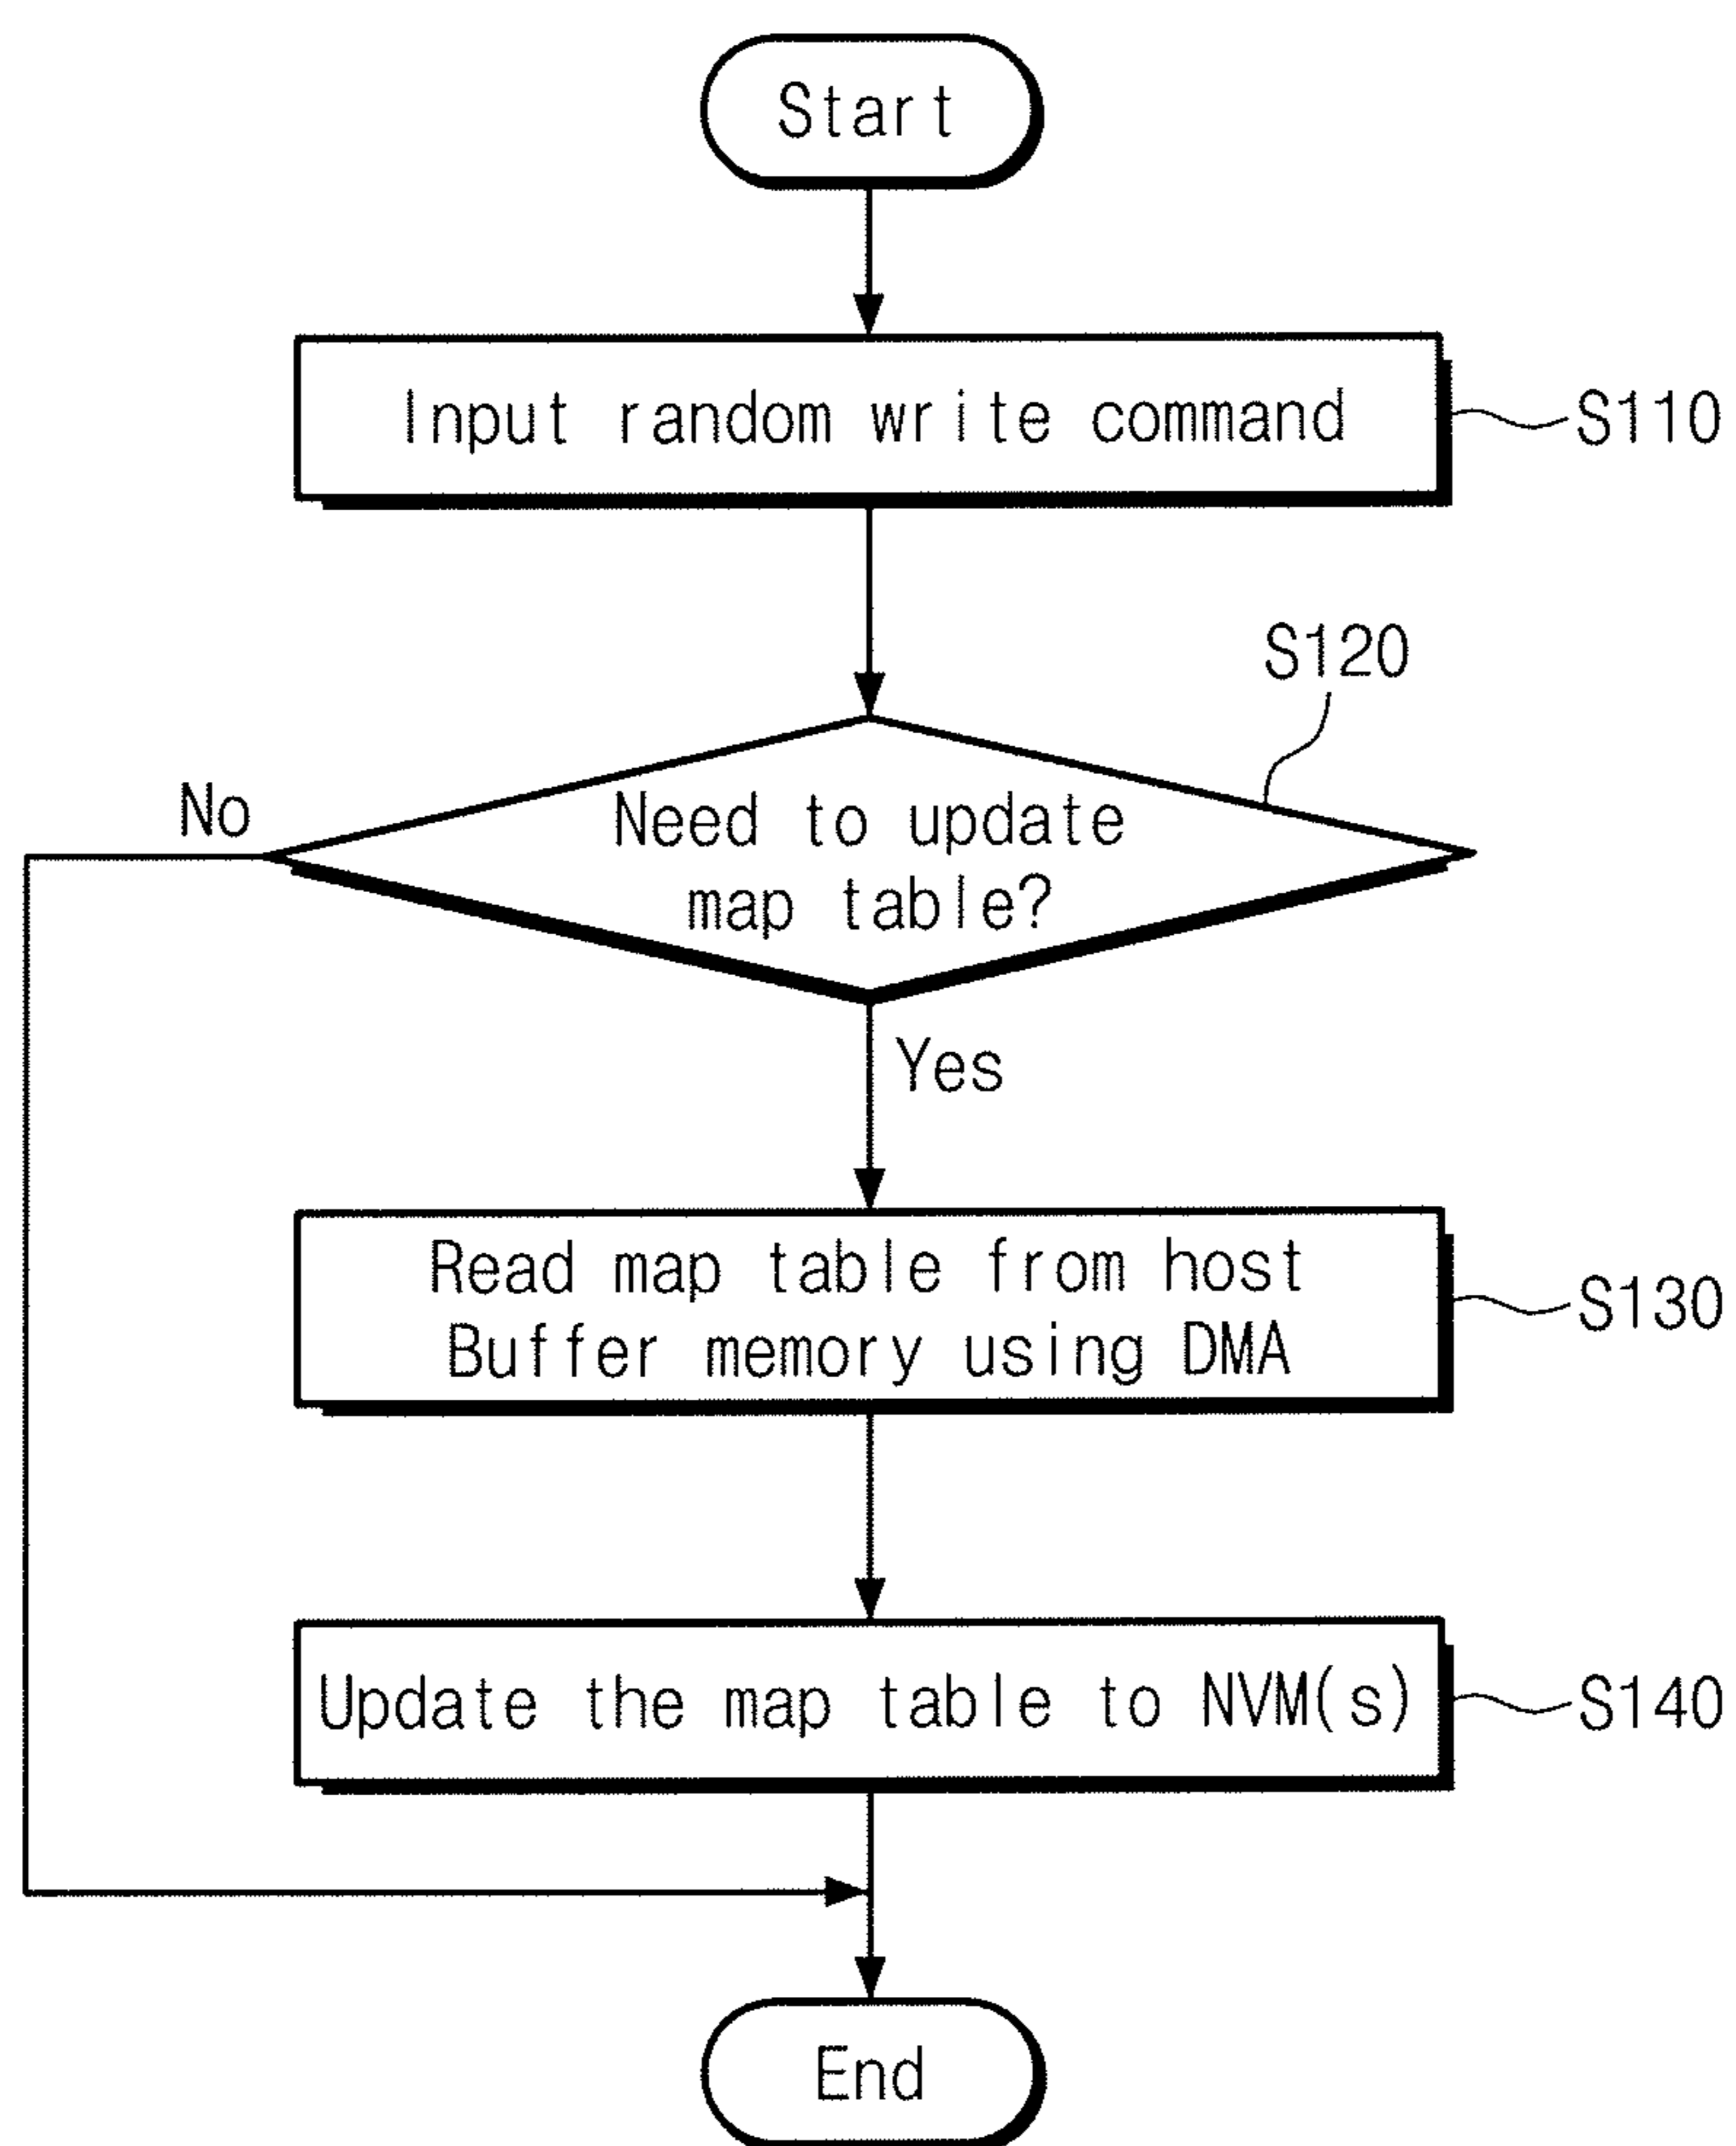 Start
Input random write command
S110
S120
No
Need to update
map table?
Yes
Read map table from host
Buffer memory using DMA
S130
Update the map table to NVM(s)
S140
End